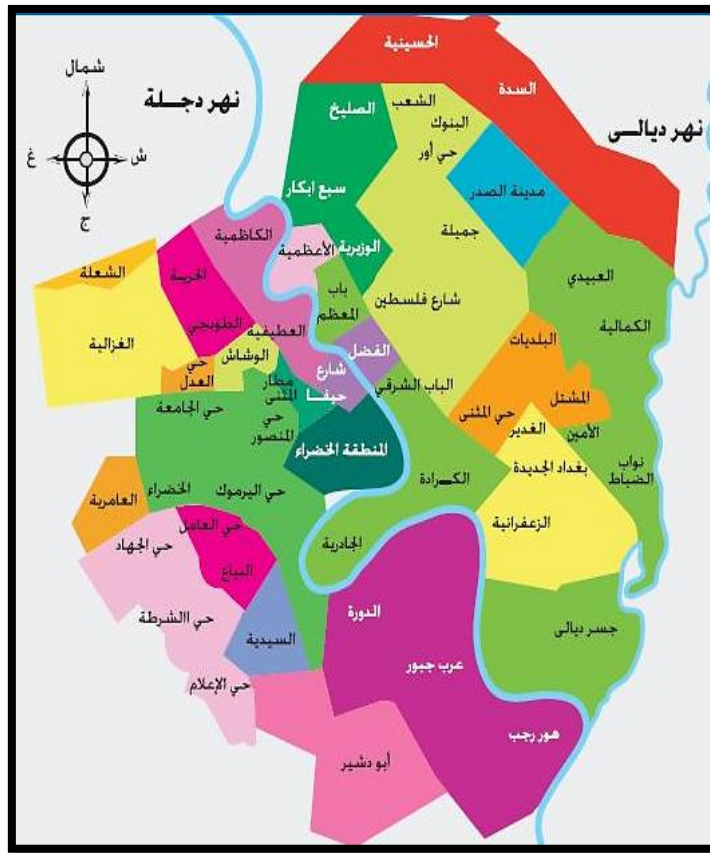 الحسينية
السدة
شمال
نهر دجلة
غ
ش
ج
نهر ديالى
الصليخ
الشعب
البنوك
حي أور
مدينة الصدر
سبع ابكار
الكاظمية
الأعظمية
الوزيرية
جميلة
الشعلة
الحرية
باب
المعظم
شارع فلسطين
العبيدي
الكمالية
الغزالية
الطوبجي
العطيفية
الوشاش
الفضل
البلديات
حي
العدل
مطار
المثنى
شارع
حيفا
الباب الشرقي
المشتل
حي الجامعة
حي
المنصور
حي المثنى
الغدير
الأمين
المنطقة الخضراء
بغداد الجديدة
نواب
الضباط
العامرية
الخضراء
حي اليرموك
الكـرادة
الزعفرانية
حي العامل
حي الجهاد
الجادرية
البياع
حي االشرطة
السيدية
الدورة
جسر ديالى
عرب جبور
حي الإعلام
هور رجب
أبو دشير